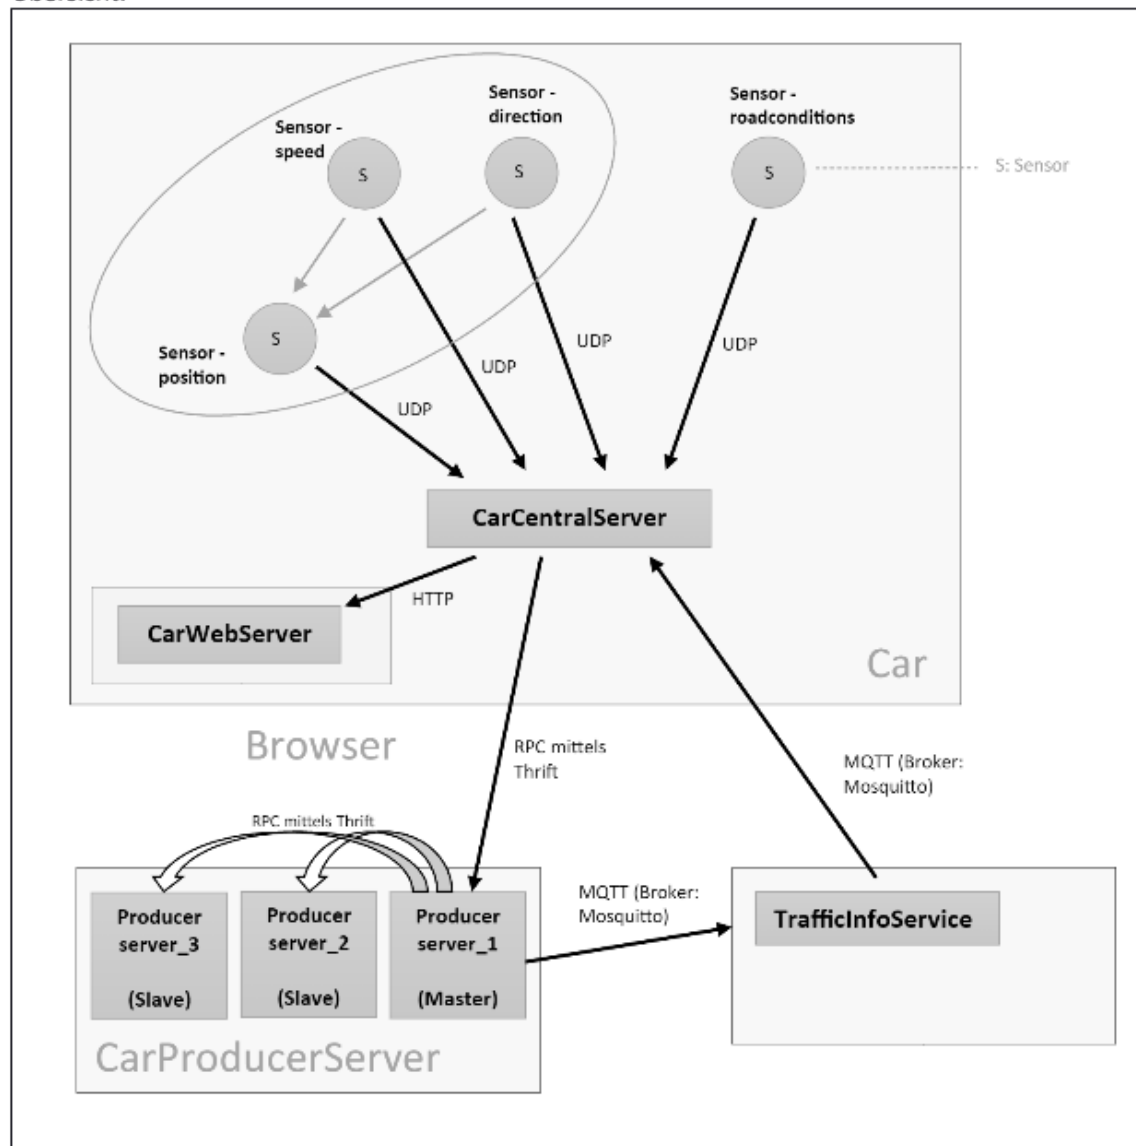 Sensor -
direction
Sensor -
roadconditions
Sensor -
speed
S
S
S
S: Sensor
S
Sensor -
position
UDP
UDP
UDP
UDP
CarCentralServer
HTTP
CarWebServer
Car
Browser
RPC mittels
Thrift
MQTT (Broker:
Mosquitto)
RPC mittels Thrift
MQTT (Broker:
Mosquitto)
Producer
server_3
(Slave)
Producer
server_2
(Slave)
Producer
server_1
(Master)
TrafficInfoService
CarProducerServer